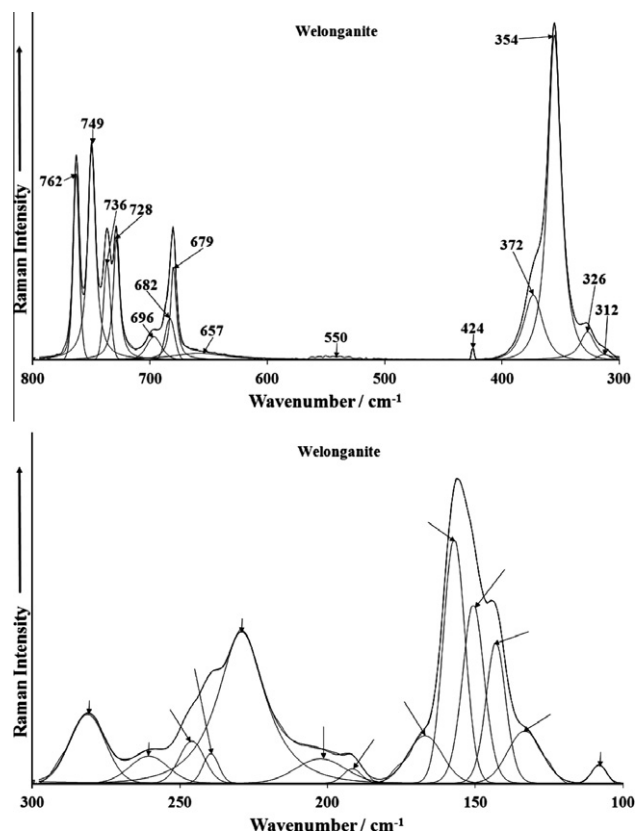 Welonganite
354
749
762
736
728
679
372
682
326
696
657
312
550
424
Raman Intensity
800 700 600 500 400 300
Wavenumber / cm-1
Welonganite
Raman Intensity
300 250 200 150 100
Wavenumber / cm-1